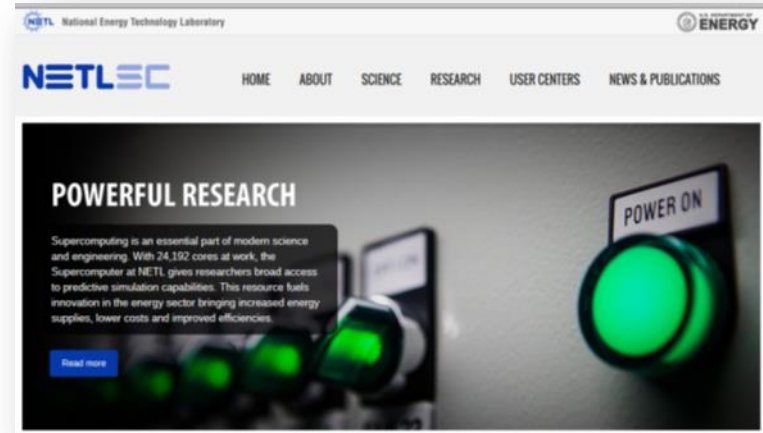 NETL National Energy Technology Laboratory
U.S. DEPARTMENT OF
ENERGY
NETLSC
HOME ABOUT SCIENCE RESEARCH USER CENTERS NEWS & PUBLICATIONS
POWERFUL RESEARCH
POWER ON
Supercomputing is an essential part of modern science
and engineering. With 24,192 cores at work, the
Supercomputer at NETL gives researchers broad access
to predictive simulation capabilities. This resource fuels
innovation in the energy sector bringing increased energy
supplies, lower costs and improved efficiencies.
Read more